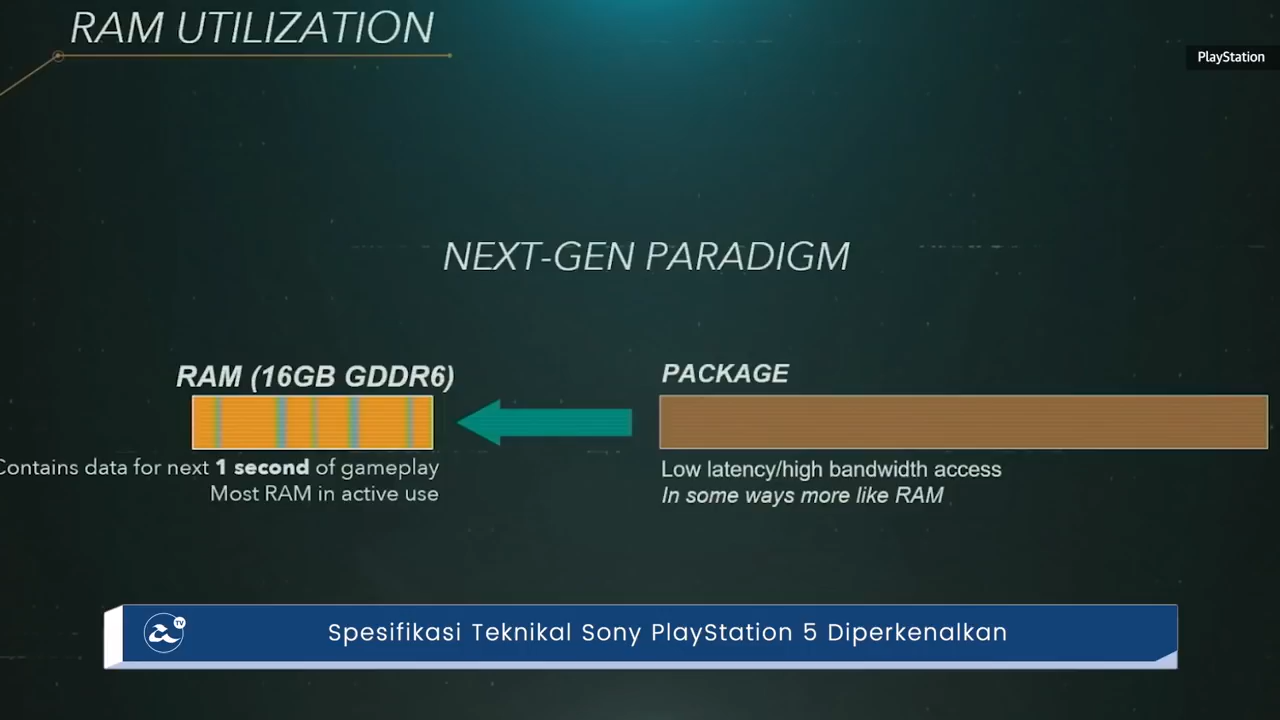 RAM UTILIZATION
PlayStation
NEXT-GEN PARADIGM
RAM (16GB GDDR6)
Contains data for next 1 second of gameplay
Most RAM in active use
PACKAGE
Low latency/high bandwidth access
In some ways more like RAM
TV
Spesifikasi Teknikal Sony PlayStation 5 Diperkenalkan